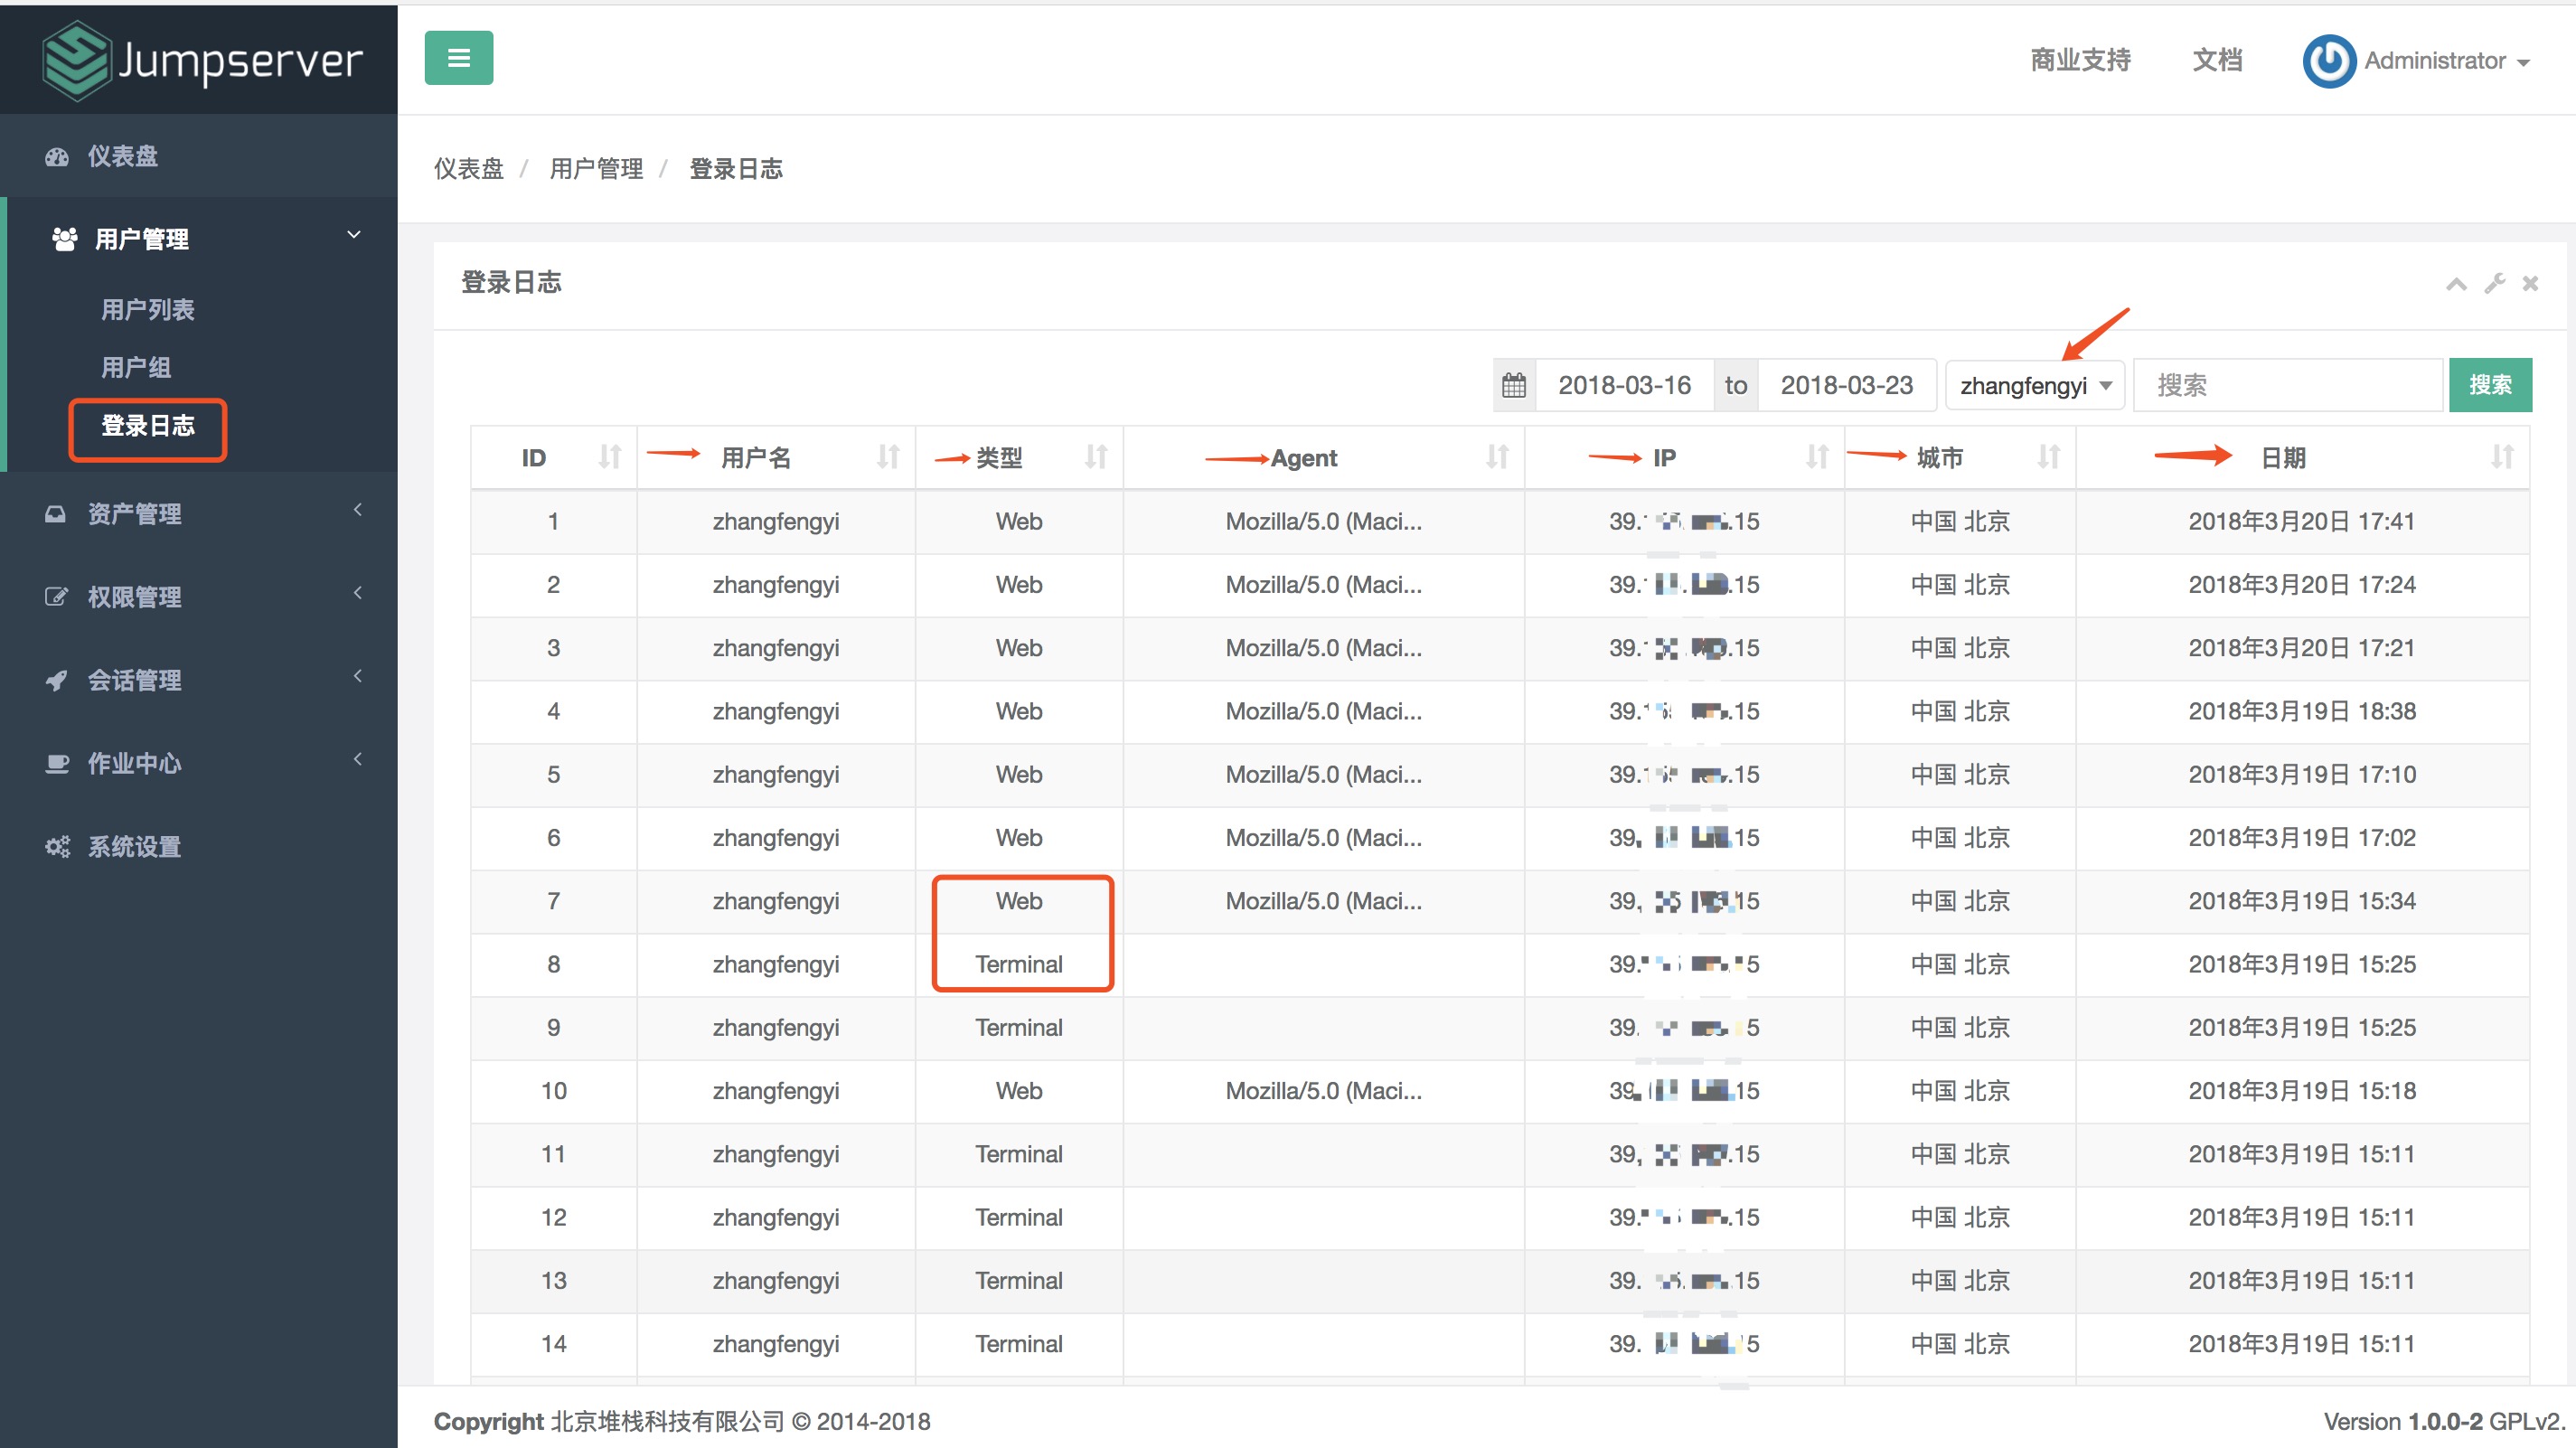 Jumpserver
商业支持 文档 Administrator
仪表盘
用户管理
用户列表
用户组
登录日志
资产管理
权限管理
会话管理
作业中心
系统设置
仪表盘 / 用户管理 / 登录日志
登录日志
2018-03-16 to 2018-03-23 zhangfengyi 搜索 搜索
ID 用户名 类型 Agent IP 城市 日期
1 zhangfengyi Web Mozilla/5.0 (Maci... 39. .15 中国 北京 2018年3月20日 17:41
2 zhangfengyi Web Mozilla/5.0 (Maci... 39. .15 中国 北京 2018年3月20日 17:24
3 zhangfengyi Web Mozilla/5.0 (Maci... 39. .15 中国 北京 2018年3月20日 17:21
4 zhangfengyi Web Mozilla/5.0 (Maci... 39. .15 中国 北京 2018年3月19日 18:38
5 zhangfengyi Web Mozilla/5.0 (Maci... 39. .15 中国 北京 2018年3月19日 17:10
6 zhangfengyi Web Mozilla/5.0 (Maci... 39. 15 中国 北京 2018年3月19日 17:02
7 zhangfengyi Web Mozilla/5.0 (Maci... 39. 15 中国 北京 2018年3月19日 15:34
8 zhangfengyi Terminal 39. 5 中国 北京 2018年3月19日 15:25
9 zhangfengyi Terminal 39. 5 中国 北京 2018年3月19日 15:25
10 zhangfengyi Web Mozilla/5.0 (Maci... 39. 15 中国 北京 2018年3月19日 15:18
11 zhangfengyi Terminal 39. .15 中国 北京 2018年3月19日 15:11
12 zhangfengyi Terminal 39. .15 中国 北京 2018年3月19日 15:11
13 zhangfengyi Terminal 39. .15 中国 北京 2018年3月19日 15:11
14 zhangfengyi Terminal 39. 5 中国 北京 2018年3月19日 15:11
Copyright 北京堆栈科技有限公司 © 2014-2018
Version 1.0.0-2 GPLv2.